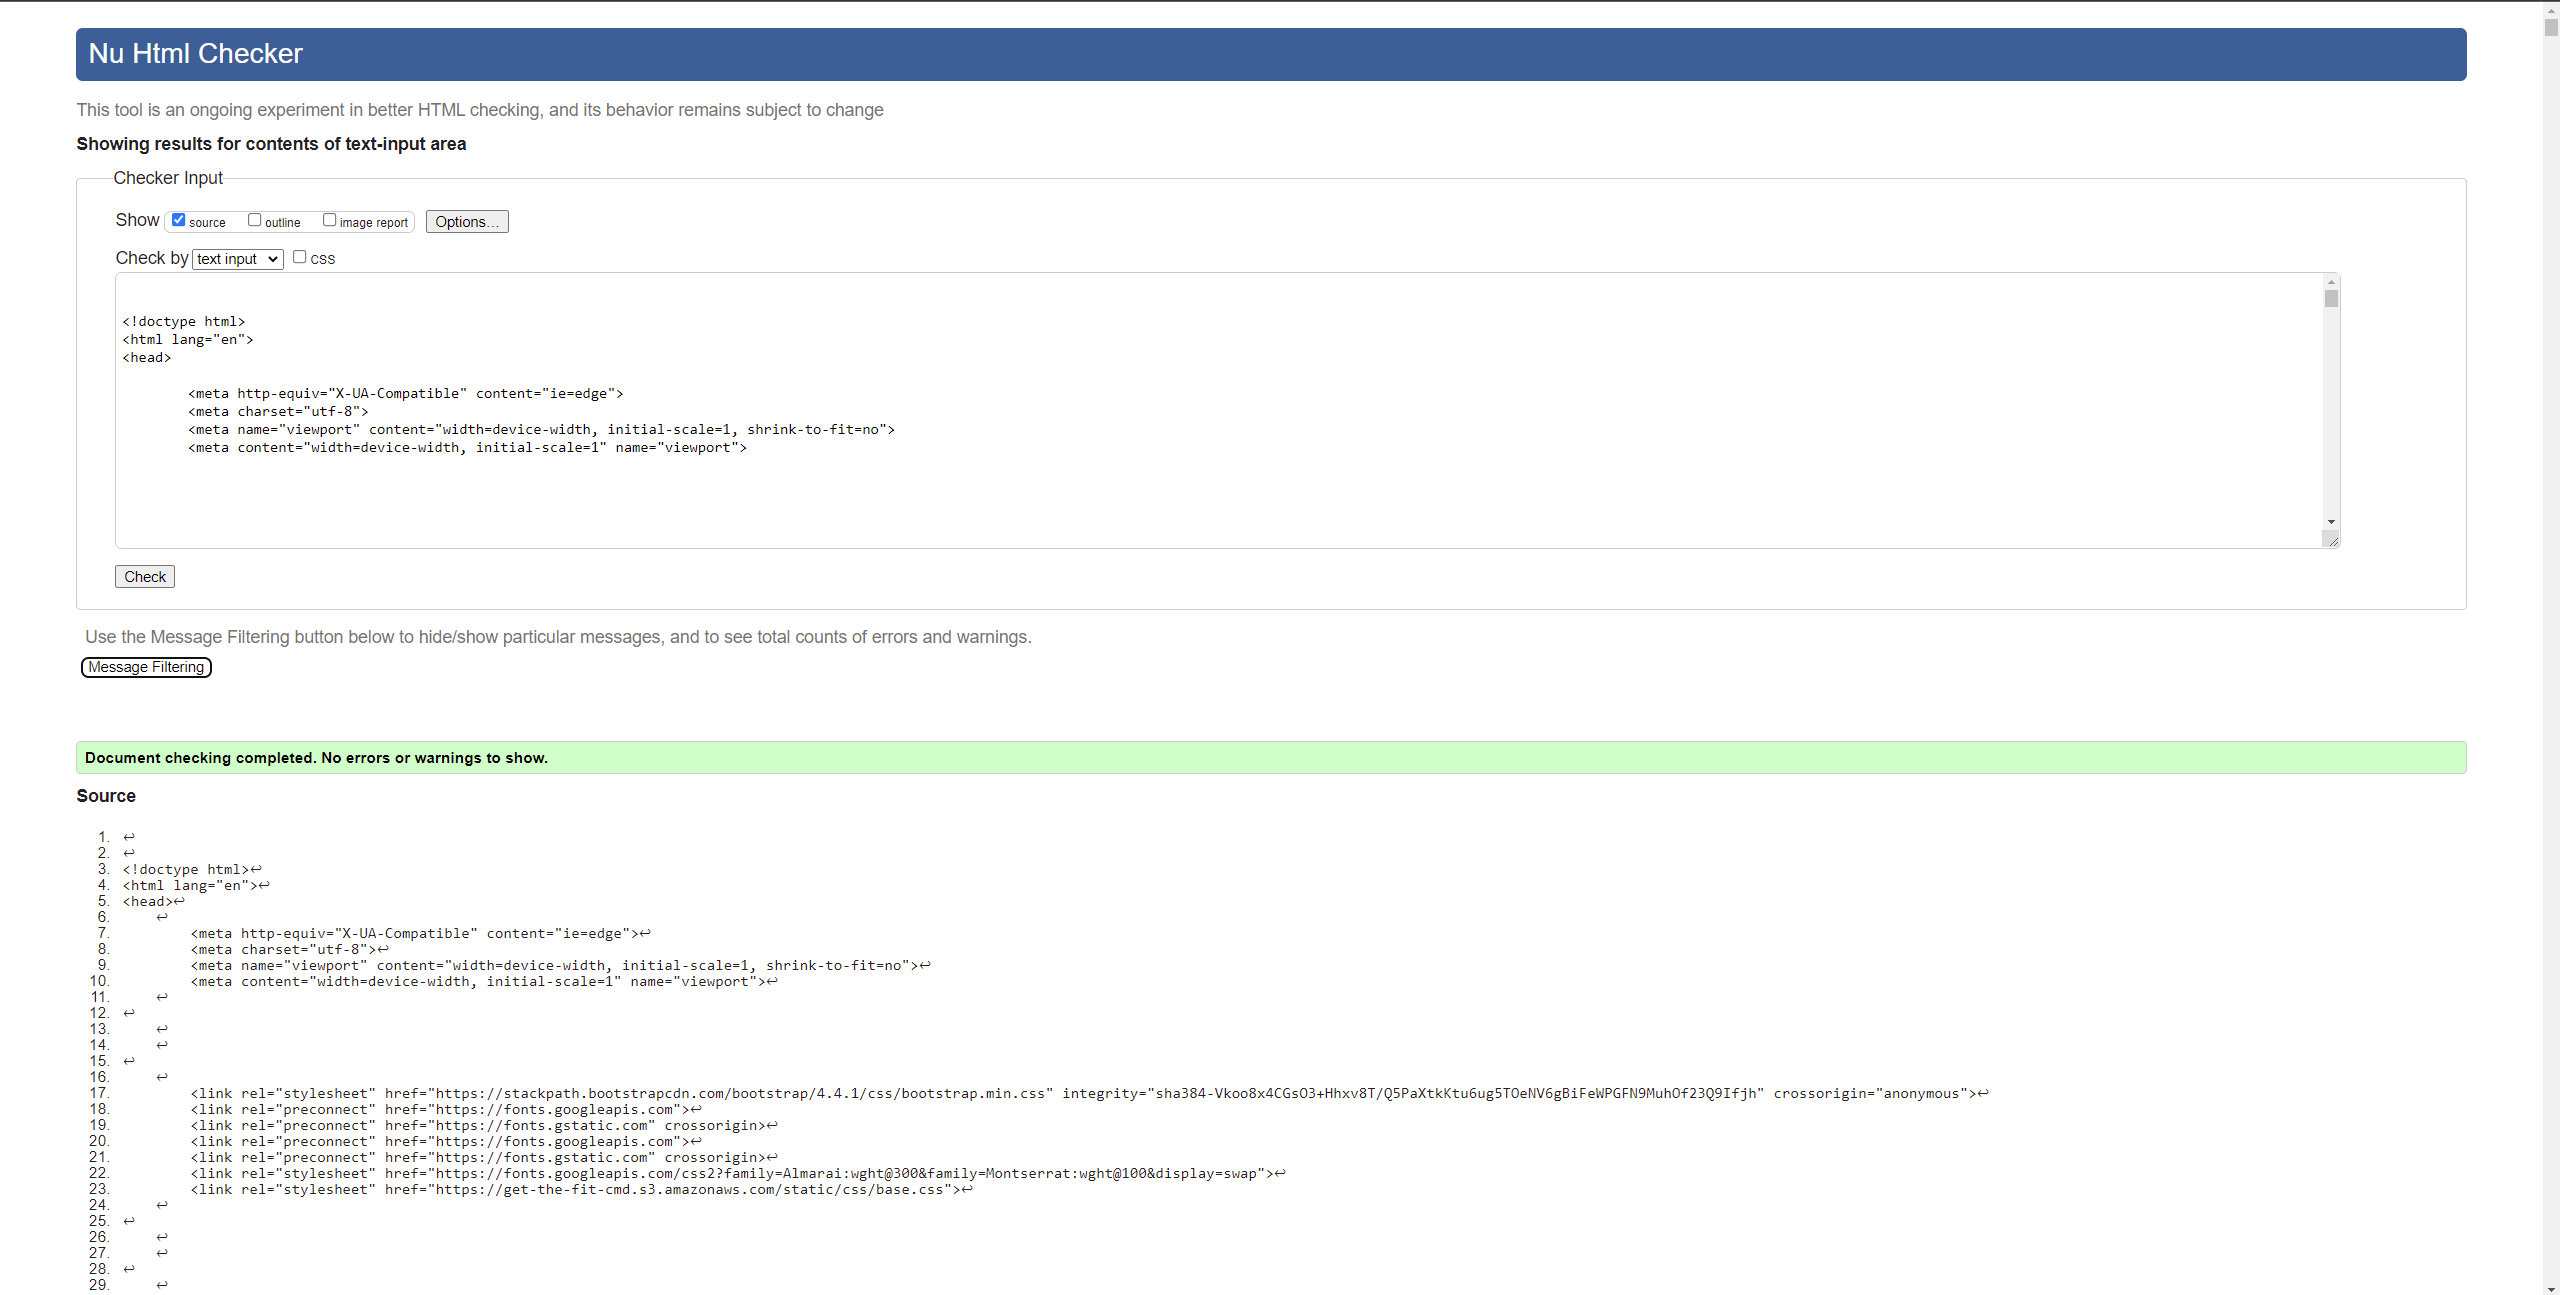 Nu Html Checker
This tool is an ongoing experiment in better HTML checking, and its behavior remains subject to change
Showing results for contents of text-input area
Checker Input
Show source outline image report Options...
Check by text input css
<!doctype html>
<html lang="en">
<head>
<meta http-equiv="X-UA-Compatible" content="ie=edge">
<meta charset="utf-8">
<meta name="viewport" content="width=device-width, initial-scale=1, shrink-to-fit=no">
<meta content="width=device-width, initial-scale=1" name="viewport">
Check
Use the Message Filtering button below to hide/show particular messages, and to see total counts of errors and warnings.
Message Filtering
Document checking completed. No errors or warnings to show.
Source
1. ↩
2. ↩
3. <!doctype html>↩
4. <html lang="en">↩
5. <head>↩
6. ↩
7. <meta http-equiv="X-UA-Compatible" content="ie=edge">↩
8. <meta charset="utf-8">↩
9. <meta name="viewport" content="width=device-width, initial-scale=1, shrink-to-fit=no">↩
10. <meta content="width=device-width, initial-scale=1" name="viewport">↩
11. ↩
12. ↩
13. ↩
14. ↩
15. ↩
16. ↩
17. <link rel="stylesheet" href="https://stackpath.bootstrapcdn.com/bootstrap/4.4.1/css/bootstrap.min.css" integrity="sha384-Vkoo8x4CGsO3+Hhxv8T/Q5PaXtkKtu6ug5TOeNV6gBiFeWPGFN9MuhOf23Q9Ifjh" crossorigin="anonymous">↩
18. <link rel="preconnect" href="https://fonts.googleapis.com">↩
19. <link rel="preconnect" href="https://fonts.gstatic.com" crossorigin>↩
20. <link rel="preconnect" href="https://fonts.googleapis.com">↩
21. <link rel="preconnect" href="https://fonts.gstatic.com" crossorigin>↩
22. <link rel="stylesheet" href="https://fonts.googleapis.com/css2?family=Almarai:wght@300&family=Montserrat:wght@100&display=swap">↩
23. <link rel="stylesheet" href="https://get-the-fit-cmd.s3.amazonaws.com/static/css/base.css">↩
24. ↩
25. ↩
26. ↩
27. ↩
28. ↩
29. ↩